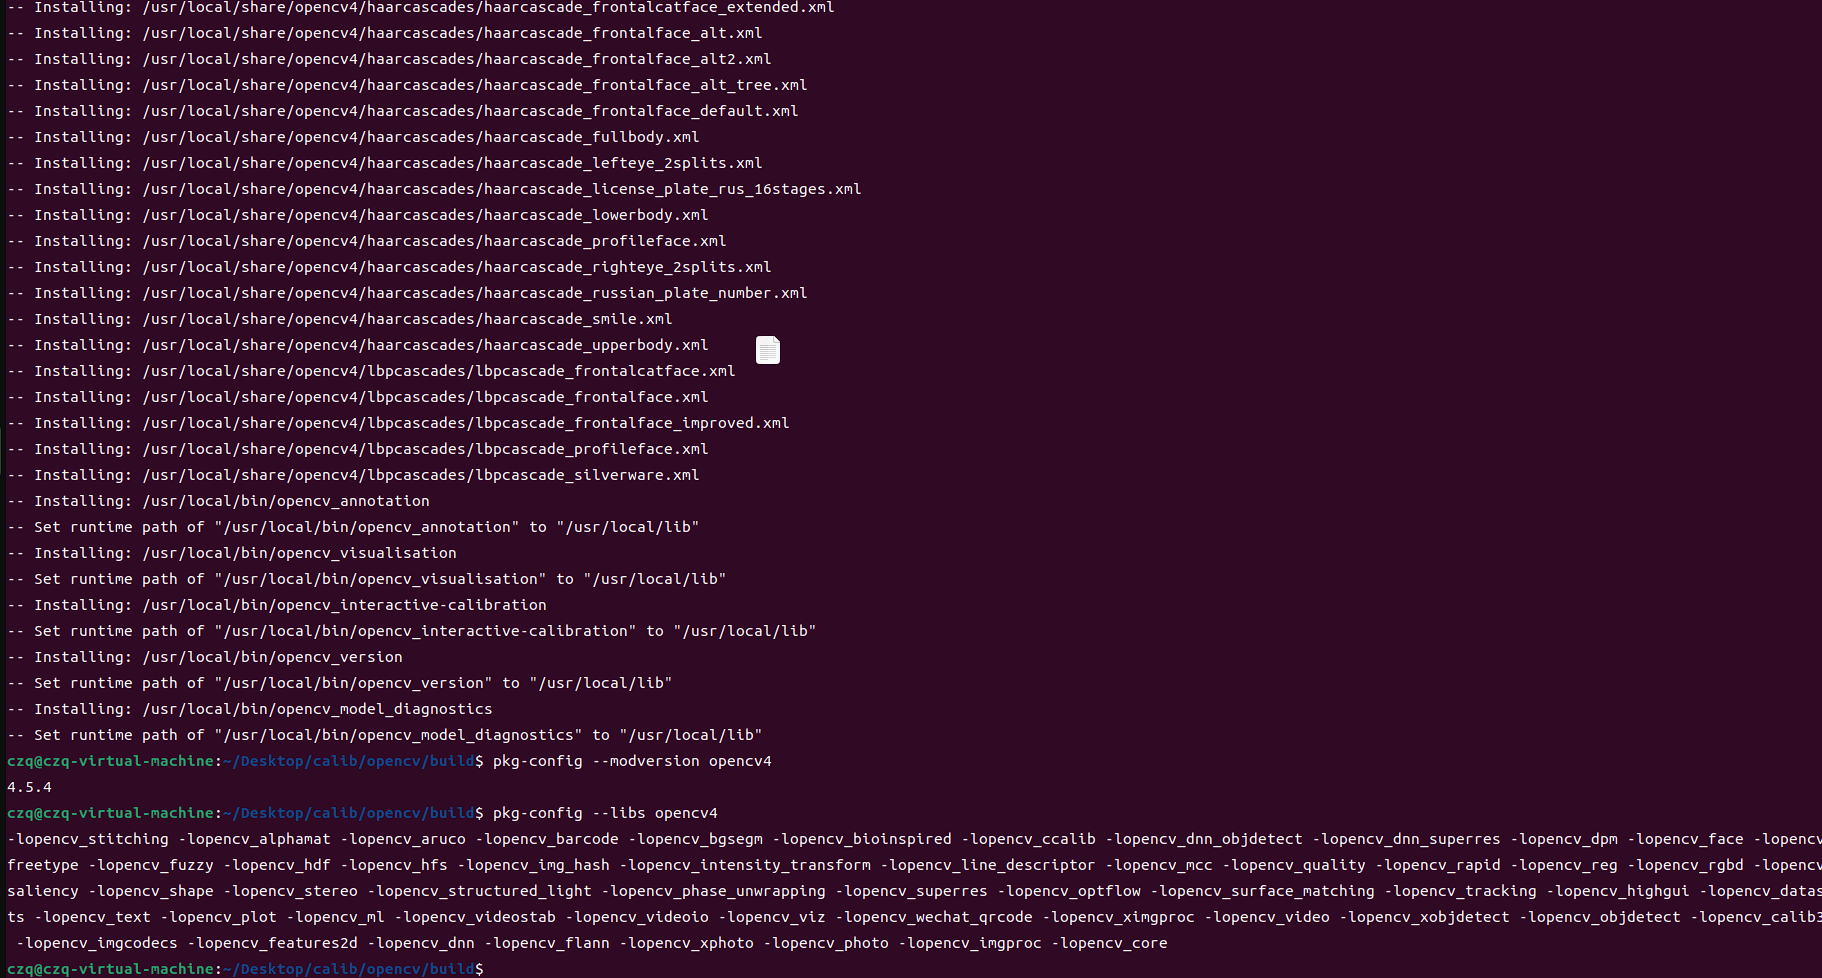 -- Installing: /usr/local/share/opencv4/haarcascades/haarcascade_frontalcatface_extended.xml
-- Installing: /usr/local/share/opencv4/haarcascades/haarcascade_frontalface_alt.xml
-- Installing: /usr/local/share/opencv4/haarcascades/haarcascade_frontalface_alt2.xml
-- Installing: /usr/local/share/opencv4/haarcascades/haarcascade_frontalface_alt_tree.xml
-- Installing: /usr/local/share/opencv4/haarcascades/haarcascade_frontalface_default.xml
-- Installing: /usr/local/share/opencv4/haarcascades/haarcascade_fullbody.xml
-- Installing: /usr/local/share/opencv4/haarcascades/haarcascade_lefteye_2splits.xml
-- Installing: /usr/local/share/opencv4/haarcascades/haarcascade_license_plate_rus_16stages.xml
-- Installing: /usr/local/share/opencv4/haarcascades/haarcascade_lowerbody.xml
-- Installing: /usr/local/share/opencv4/haarcascades/haarcascade_profileface.xml
-- Installing: /usr/local/share/opencv4/haarcascades/haarcascade_righteye_2splits.xml
-- Installing: /usr/local/share/opencv4/haarcascades/haarcascade_russian_plate_number.xml
-- Installing: /usr/local/share/opencv4/haarcascades/haarcascade_smile.xml
-- Installing: /usr/local/share/opencv4/haarcascades/haarcascade_upperbody.xml
-- Installing: /usr/local/share/opencv4/lbpcascades/lbpcascade_frontalcatface.xml
-- Installing: /usr/local/share/opencv4/lbpcascades/lbpcascade_frontalface.xml
-- Installing: /usr/local/share/opencv4/lbpcascades/lbpcascade_frontalface_improved.xml
-- Installing: /usr/local/share/opencv4/lbpcascades/lbpcascade_profileface.xml
-- Installing: /usr/local/share/opencv4/lbpcascades/lbpcascade_silverware.xml
-- Installing: /usr/local/bin/opencv_annotation
-- Set runtime path of "/usr/local/bin/opencv_annotation" to "/usr/local/lib"
-- Installing: /usr/local/bin/opencv_visualisation
-- Set runtime path of "/usr/local/bin/opencv_visualisation" to "/usr/local/lib"
-- Installing: /usr/local/bin/opencv_interactive-calibration
-- Set runtime path of "/usr/local/bin/opencv_interactive-calibration" to "/usr/local/lib"
-- Installing: /usr/local/bin/opencv_version
-- Set runtime path of "/usr/local/bin/opencv_version" to "/usr/local/lib"
-- Installing: /usr/local/bin/opencv_model_diagnostics
-- Set runtime path of "/usr/local/bin/opencv_model_diagnostics" to "/usr/local/lib"
czq@czq-virtual-machine:~/Desktop/calib/opencv/build$ pkg-config --modversion opencv4
4.5.4
czq@czq-virtual-machine:~/Desktop/calib/opencv/build$ pkg-config --libs opencv4
-lopencv_stitching -lopencv_alphamat -lopencv_aruco -lopencv_barcode -lopencv_bgsegm -lopencv_bioinspired -lopencv_ccalib -lopencv_dnn_objdetect -lopencv_dnn_superres -lopencv_dpm -lopencv_face -lopencv
freetype -lopencv_fuzzy -lopencv_hdf -lopencv_hfs -lopencv_img_hash -lopencv_intensity_transform -lopencv_line_descriptor -lopencv_mcc -lopencv_quality -lopencv_rapid -lopencv_reg -lopencv_rgbd -lopencv
saliency -lopencv_shape -lopencv_stereo -lopencv_structured_light -lopencv_phase_unwrapping -lopencv_superres -lopencv_optflow -lopencv_surface_matching -lopencv_tracking -lopencv_highgui -lopencv_datas
ts -lopencv_text -lopencv_plot -lopencv_ml -lopencv_videostab -lopencv_videoio -lopencv_viz -lopencv_wechat_qrcode -lopencv_ximgproc -lopencv_video -lopencv_xobjdetect -lopencv_objdetect -lopencv_calib3
-lopencv_imgcodecs -lopencv_features2d -lopencv_dnn -lopencv_flann -lopencv_xphoto -lopencv_photo -lopencv_imgproc -lopencv_core
czq@czq-virtual-machine:~/Desktop/calib/opencv/build$